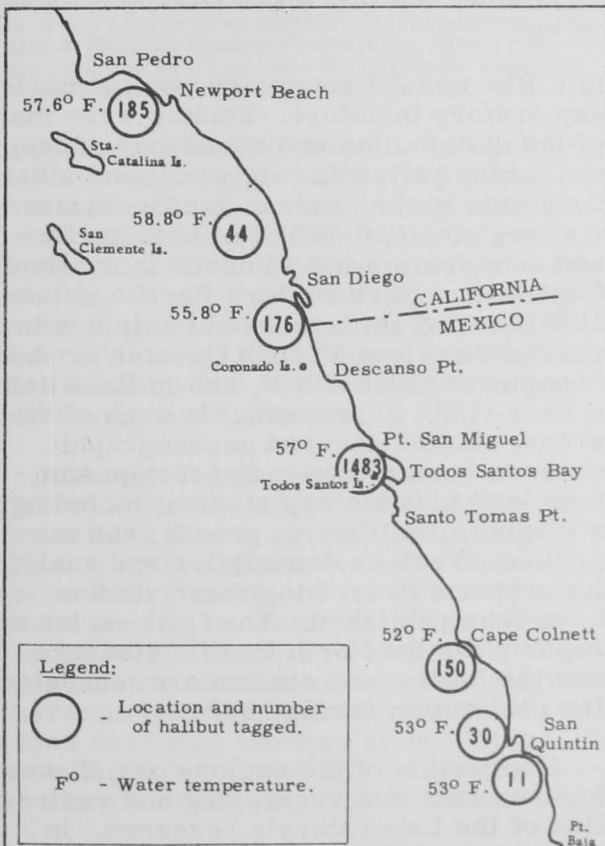 San Pedro
Newport Beach
57.6° F.
185
Sta.
Catalina Is.
58.8° F.
44
San
Clemente Is.
San Diego
CALIFORNIA
MEXICO
55.8° F.
176
Coronado Is.
Descanso Pt.
Pt. San Miguel
57° F.
1483
Todos Santos Bay
Todos Santos Is.
Santo Tomas Pt.
52° F.
Cape Colnett
150
Legend:
Location and number
of halibut tagged.
F° - Water temperature.
53° F.
30
San
Quintin
53° F.
11
Pt.
Baja